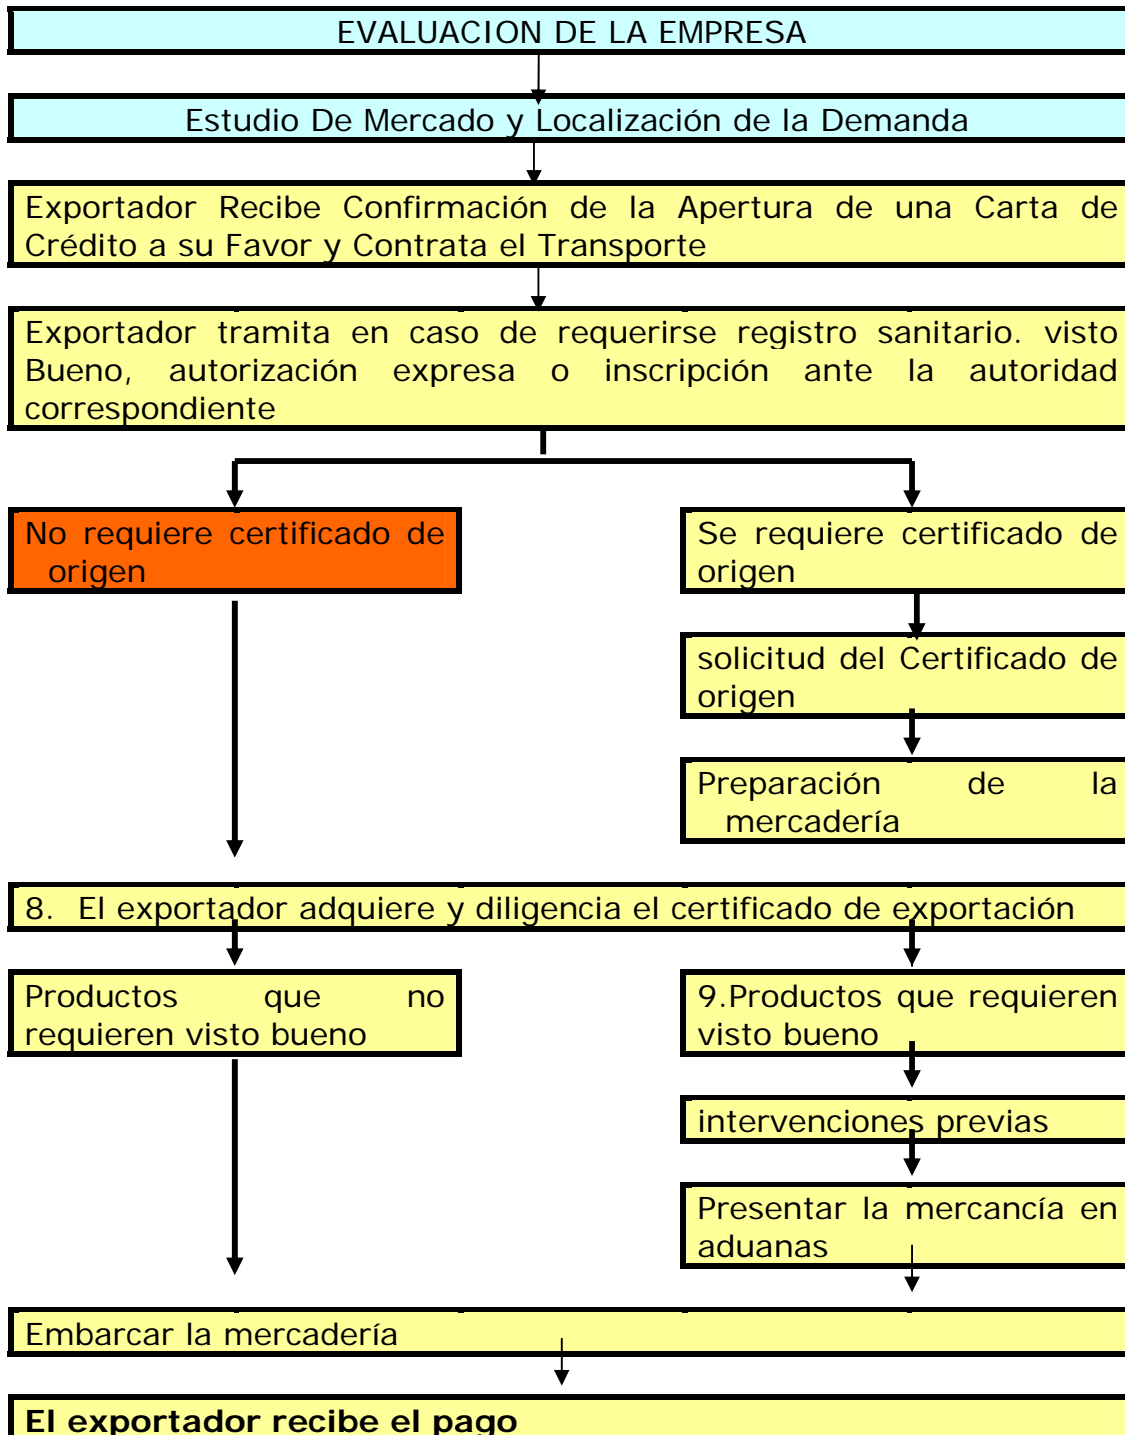 EVALUACION DE LA EMPRESA
Estudio De Mercado y Localización de la Demanda
Exportador Recibe Confirmación de la Apertura de una Carta de
Crédito a su Favor y Contrata el Transporte
Exportador tramita en caso de requerirse registro sanitario. visto
Bueno, autorización expresa o inscripción ante la autoridad
correspondiente
No requiere certificado de
origen
Se requiere certificado de
origen
solicitud del Certificado de
origen
Preparación de la
mercadería
8. El exportador adquiere y diligencia el certificado de exportación
Productos que no
requieren visto bueno
9.Productos que requieren
visto bueno
intervenciones previas
Presentar la mercancía en
aduanas
Embarcar la mercadería
El exportador recibe el pago